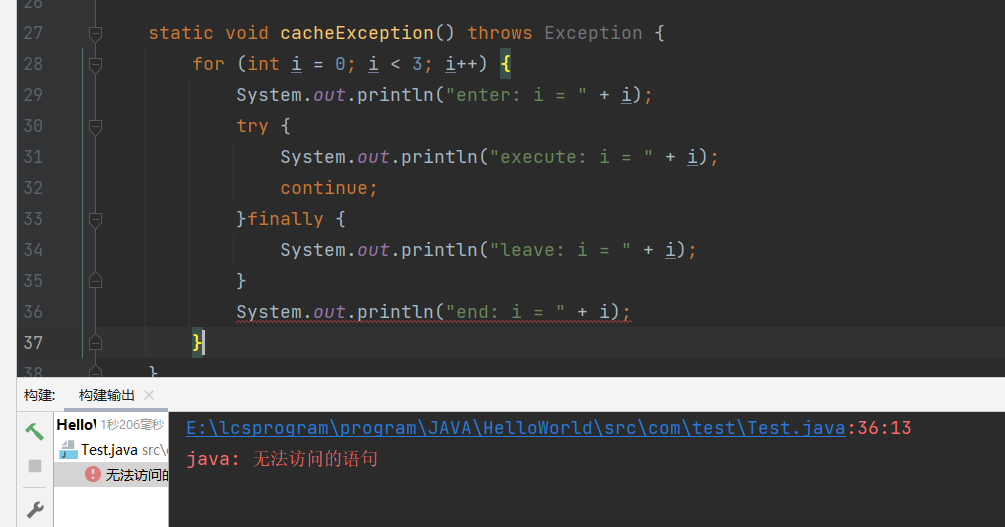 26
27 static void cacheException() throws Exception {
28 for (int i = 0; i < 3; i++) {
29 System.out.println("enter: i = " + i);
30 try {
31 System.out.println("execute: i = " + i);
32 continue;
33 }finally {
34 System.out.println("leave: i = " + i);
35 }
36 System.out.println("end: i = " + i);
37 }
38 }
构建: 构建输出 ×
HelloW 1秒206毫秒
Test.java src\c
无法访问的
E:\lcsprogram\program\JAVA\HelloWorld\src\com\test\Test.java:36:13
java: 无法访问的语句